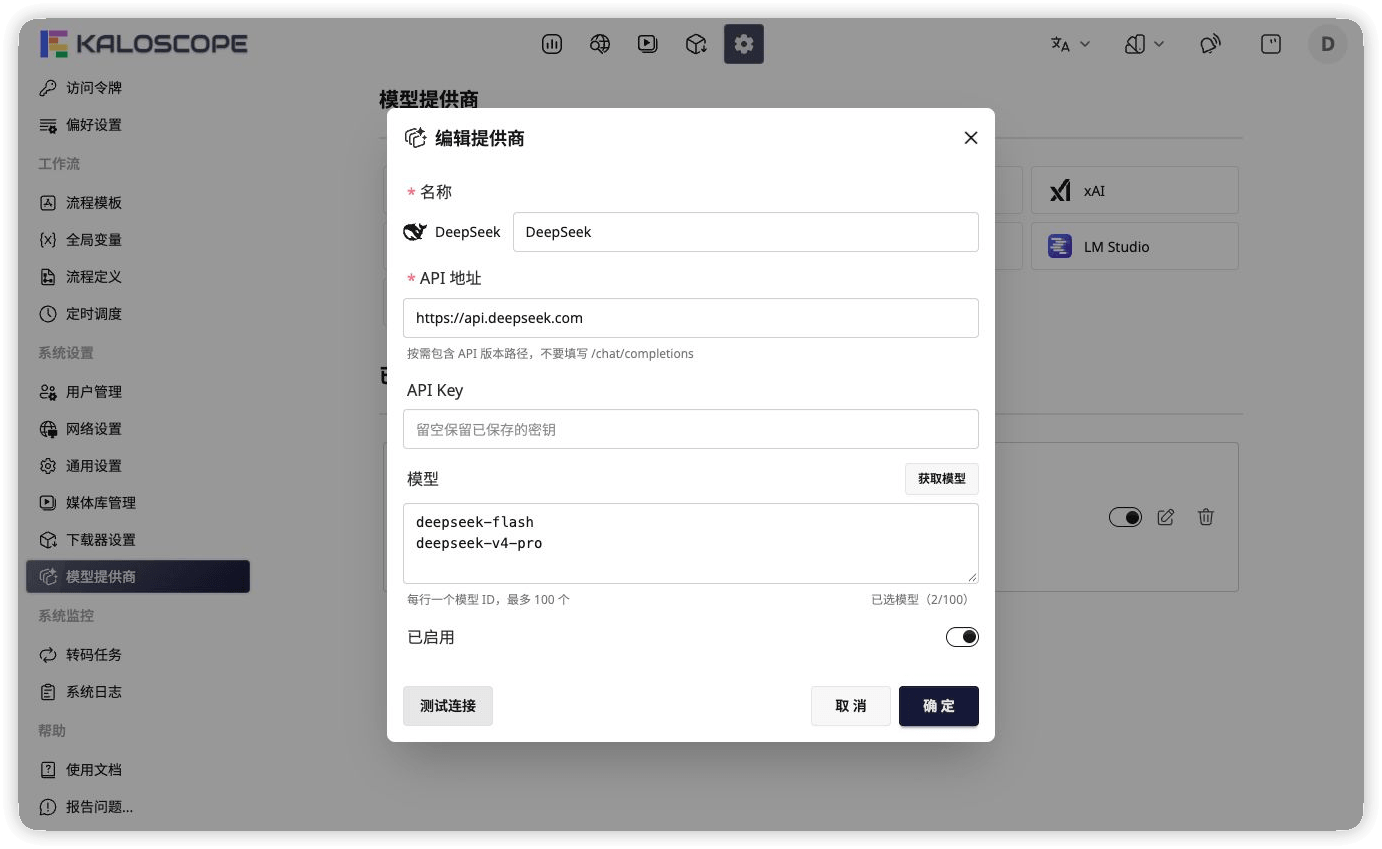 KALOSCOPE
D
访问令牌
偏好设置
工作流
流程模板
全局变量
流程定义
定时调度
系统设置
用户管理
网络设置
通用设置
媒体库管理
下载器设置
模型提供商
系统监控
转码任务
系统日志
帮助
使用文档
报告问题...
模型提供商
xAI
LM Studio
编辑提供商
* 名称
DeepSeek DeepSeek
* API 地址
https://api.deepseek.com
按需包含 API 版本路径，不要填写 /chat/completions
API Key
留空保留已保存的密钥
模型 获取模型
deepseek-flash
deepseek-v4-pro
每行一个模型 ID，最多 100 个 已选模型（2/100）
已启用
测试连接 取 消 确 定